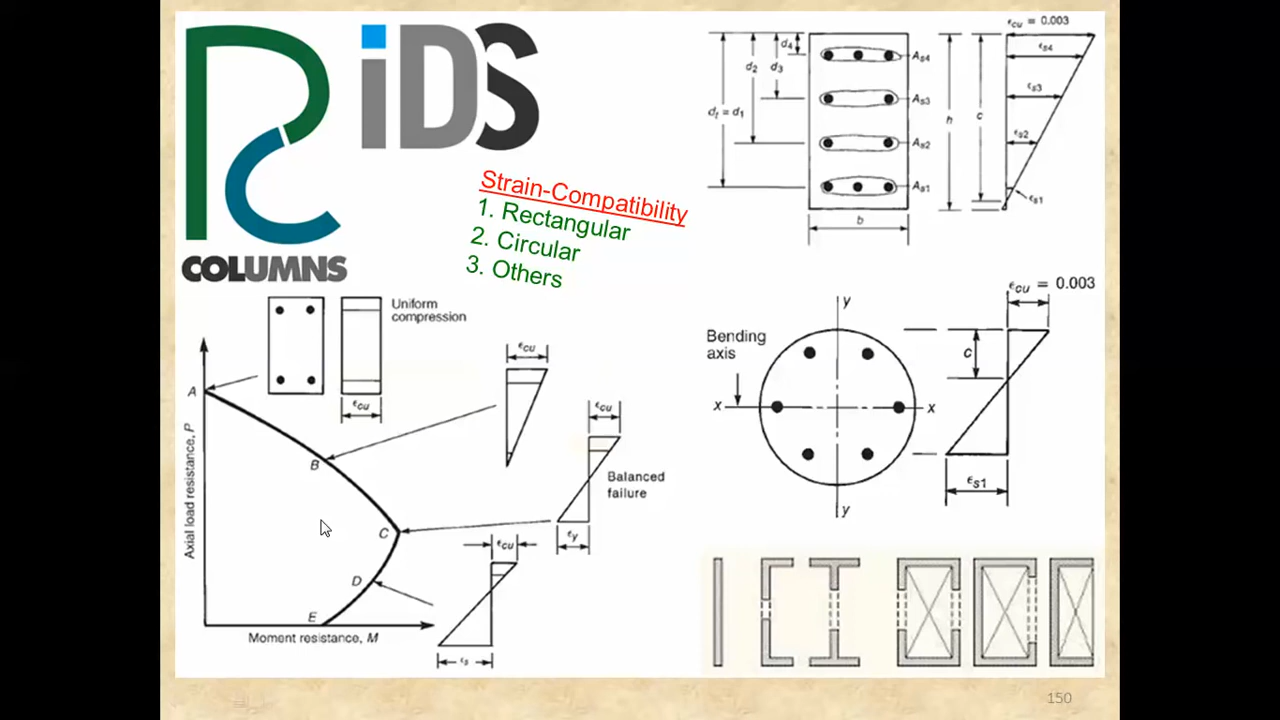 RC
iDS
COLUMNS
Strain-Compatibility
1. Rectangular
2. Circular
3. Others
ϵcu = 0.003
ϵs4
ϵs3
ϵs2
ϵs1
d4
d3
d2
dt = d1
As4
As3
As2
As1
h
c
b
Uniform
compression
ϵcu
A
B
C
D
E
Axial load resistance, P
Moment resistance, M
ϵcu
ϵcu
Balanced
failure
ϵy
ϵcu
ϵs
ϵcu = 0.003
Bending
axis
y
x
x
y
c
ϵs1
150